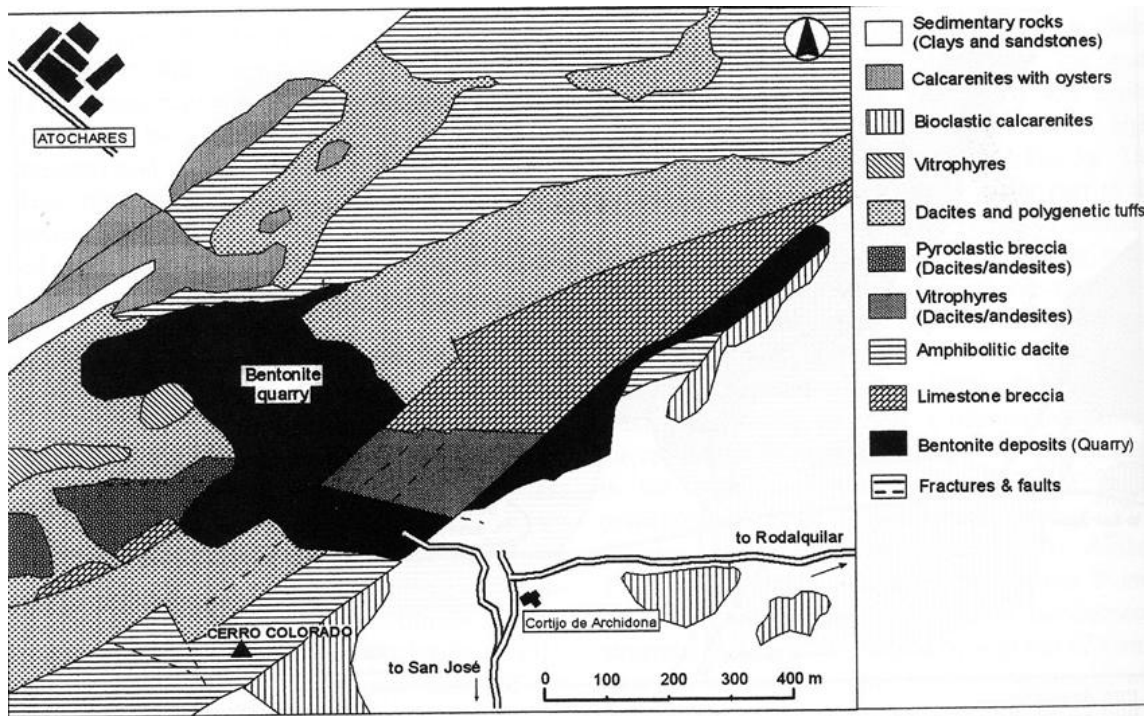 ATOCHARES
Bentonite
quarry
CERRO COLORADO
to San José
Cortijo de Archidona
to Rodalquilar
0 100 200 300 400 m
Sedimentary rocks
(Clays and sandstones)
Calcarenites with oysters
Bioclastic calcarenites
Vitrophyres
Dacites and polygenetic tuffs
Pyroclastic breccia
(Dacites/andesites)
Vitrophyres
(Dacites/andesites)
Amphibolitic dacite
Limestone breccia
Bentonite deposits (Quarry)
Fractures & faults